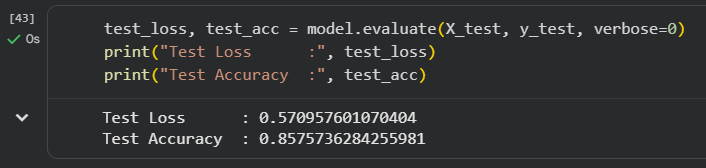 [43]
0s
test_loss, test_acc = model.evaluate(X_test, y_test, verbose=0)
print("Test Loss      :", test_loss)
print("Test Accuracy  :", test_acc)
Test Loss      : 0.570957601070404
Test Accuracy  : 0.8575736284255981